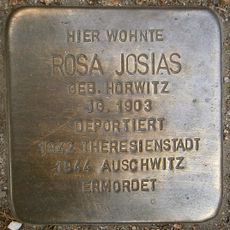 HIER WOHNTE
ROSA JOSIAS
GEB. HORWITZ
JG. 1903
DEPORTIERT
1942 THERESIENSTADT
1944 AUSCHWITZ
ERMORDET